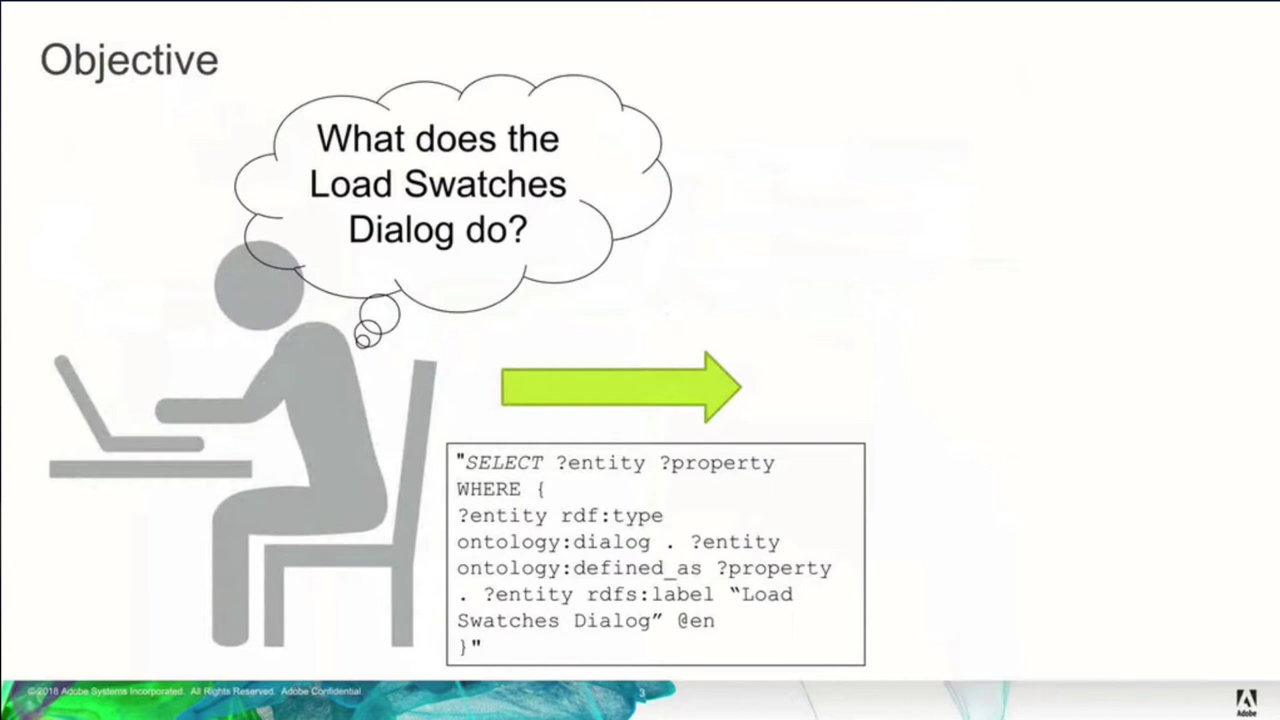 Objective
What does the
Load Swatches
Dialog do?
"SELECT ?entity ?property
WHERE {
?entity rdf:type
ontology:dialog . ?entity
ontology:defined_as ?property
. ?entity rdfs:label “Load
Swatches Dialog” @en
}"
© 2018 Adobe Systems Incorporated. All Rights Reserved. Adobe Confidential.
3
Adobe